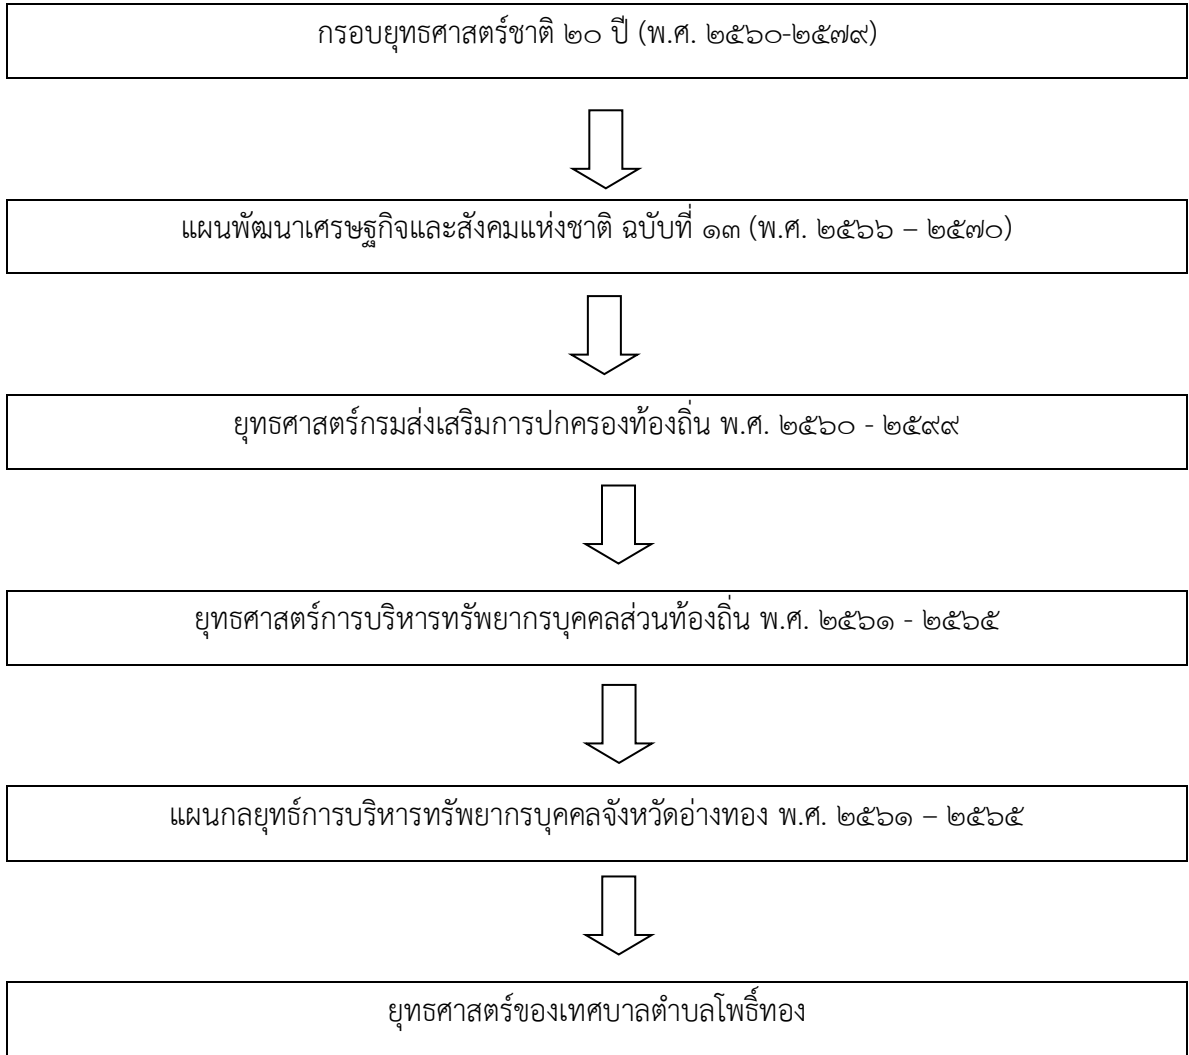 กรอบยุทธศาสตร์ชาติ ๒๐ ปี (พ.ศ. ๒๕๖๐-๒๕๗๙)
แผนพัฒนาเศรษฐกิจและสังคมแห่งชาติ ฉบับที่ ๑๓ (พ.ศ. ๒๕๖๖ – ๒๕๗๐)
ยุทธศาสตร์กรมส่งเสริมการปกครองท้องถิ่น พ.ศ. ๒๕๖๐ - ๒๕๙๙
ยุทธศาสตร์การบริหารทรัพยากรบุคคลส่วนท้องถิ่น พ.ศ. ๒๕๖๑ - ๒๕๖๕
แผนกลยุทธ์การบริหารทรัพยากรบุคคลจังหวัดอ่างทอง พ.ศ. ๒๕๖๑ – ๒๕๖๕
ยุทธศาสตร์ของเทศบาลตำบลโพธิ์ทอง